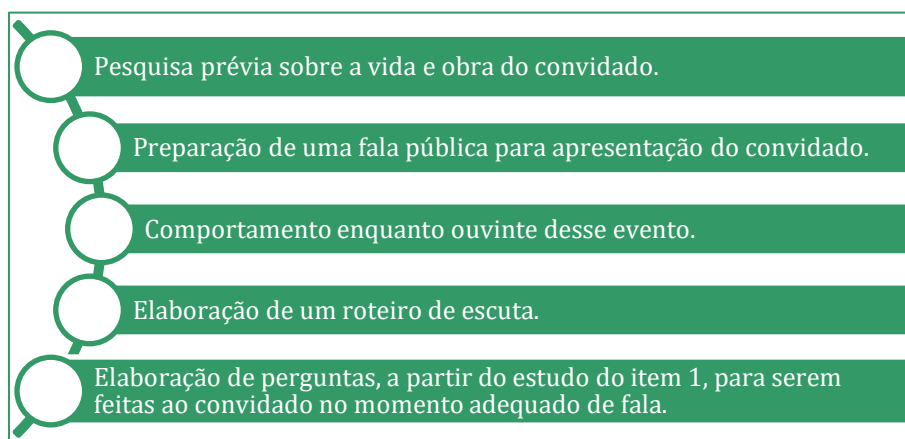 Pesquisa prévia sobre a vida e obra do convidado.
Preparação de uma fala pública para apresentação do convidado.
Comportamento enquanto ouvinte desse evento.
Elaboração de um roteiro de escuta.
Elaboração de perguntas, a partir do estudo do item 1, para serem
feitas ao convidado no momento adequado de fala.